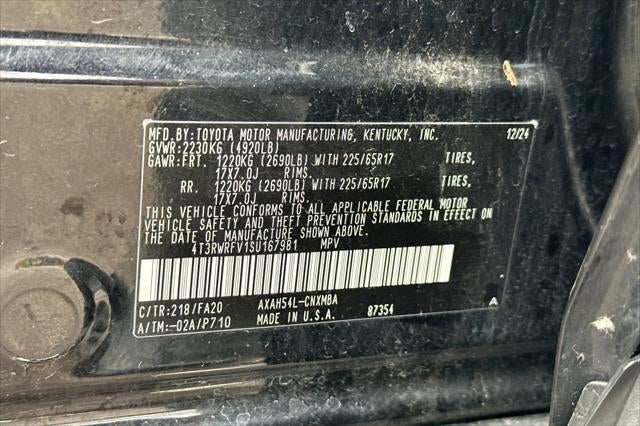 MFD.BY:TOYOTA MOTOR MANUFACTURING, KENTUCKY, INC. 12/24
GVWR:2230KG (4920LB)
GAWR:FRT. 1220KG (2690LB) WITH 225/65R17 TIRES,
17X7.0J RIMS.
RR. 1220KG (2690LB) WITH 225/65R17 TIRES,
17X7.0J RIMS.
THIS VEHICLE CONFORMS TO ALL APPLICABLE FEDERAL MOTOR
VEHICLE SAFETY AND THEFT PREVENTION STANDARDS IN EFFECT ON
THE DATE OF MANUFACTURE SHOWN ABOVE.
4T3RWRFV1SU167981 MPV
C/TR:218/FA20 AXAH54L-CNXMBA A
A/TM:-02A/P710 MADE IN U.S.A. 87354